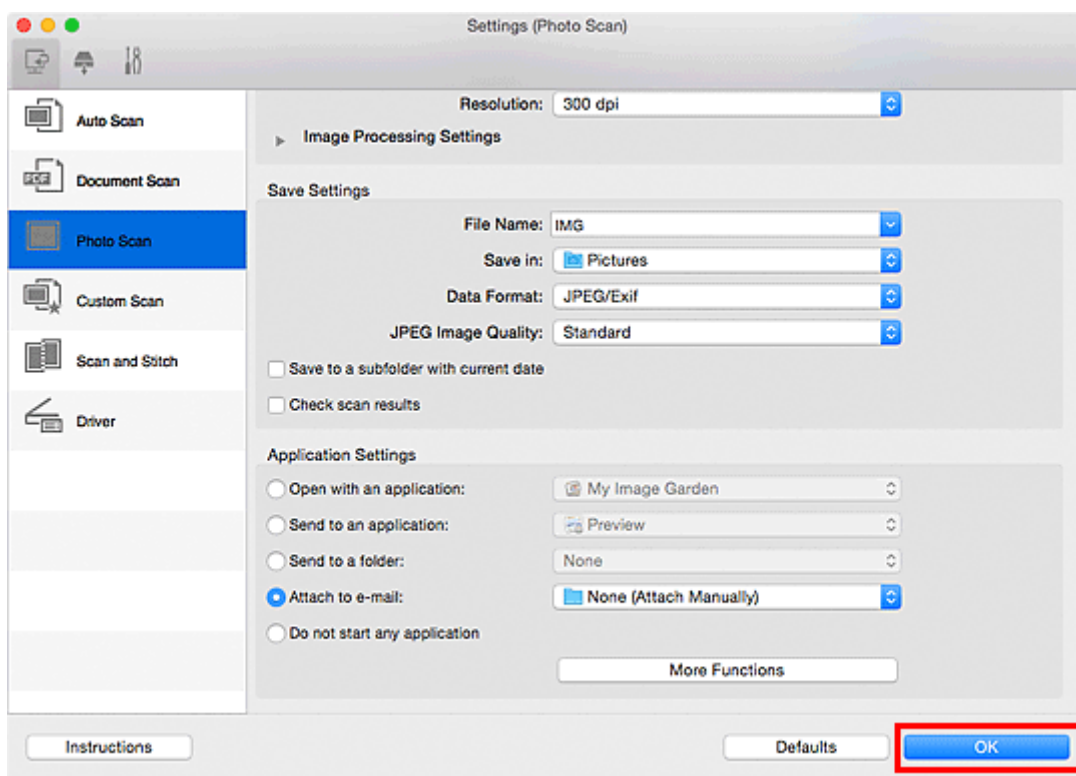 Settings (Photo Scan)
Auto Scan
PDF
Document Scan
Photo Scan
Custom Scan
Scan and Stitch
Driver
Resolution: 300 dpi
Image Processing Settings
Save Settings
File Name: IMG
Save in: Pictures
Data Format: JPEG/Exif
JPEG Image Quality: Standard
Save to a subfolder with current date
Check scan results
Application Settings
Open with an application: My Image Garden
Send to an application: Preview
Send to a folder: None
Attach to e-mail: None (Attach Manually)
Do not start any application
More Functions
Instructions
Defaults
OK